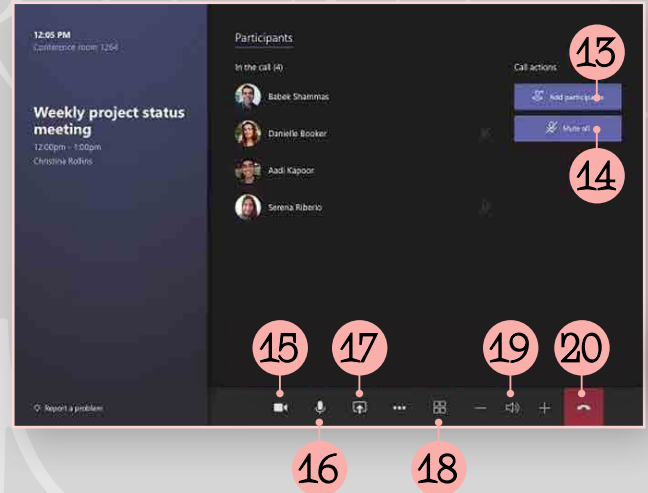 12:05 PM
Conference room 1264
Weekly project status
meeting
12:00pm - 1:00pm
Christina Rollins
Report a problem
Participants
In the call (4)
Babek Shammas
Danielle Booker
Aadi Kapoor
Serena Riberio
Call actions
Add participants
Mute all
13
14
15
17
19
20
16
18